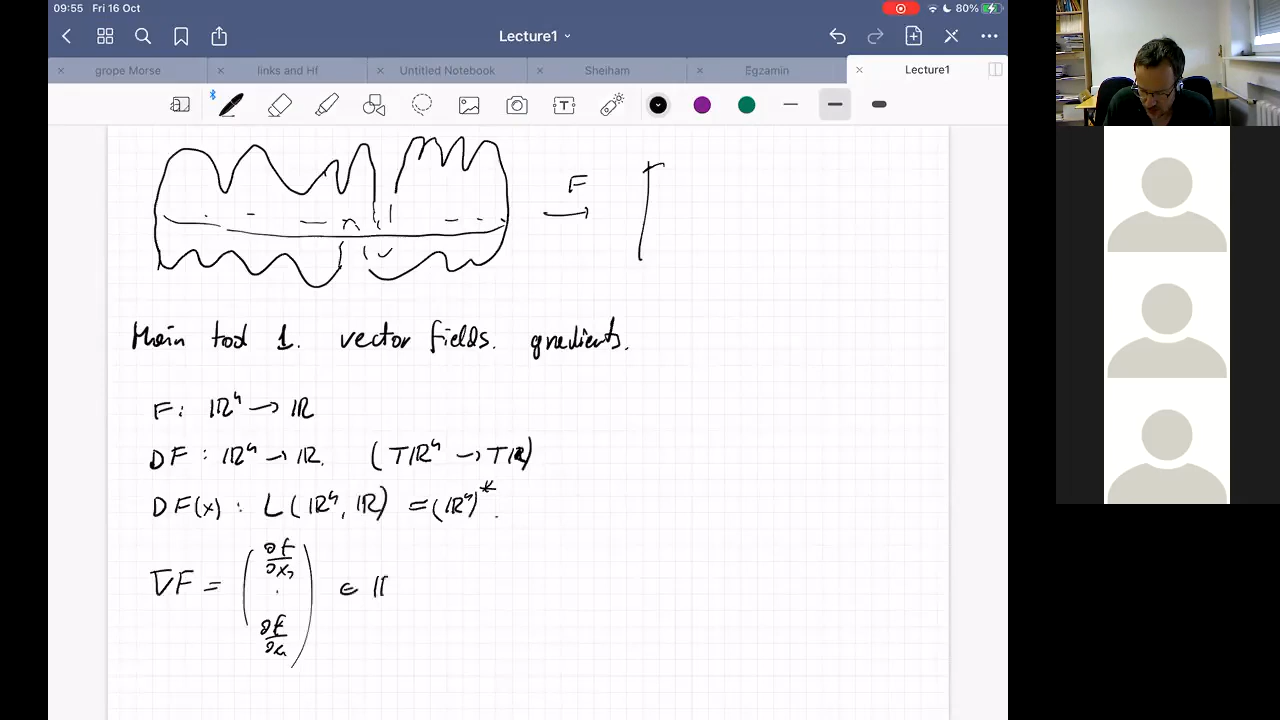 09:55 Fri 16 Oct 80%
Lecture1
grope Morse links and Hf Untitled Notebook Sheiham Egzamin Lecture1
F
Main tool 1. vector fields. gradients.
F: ℝⁿ → ℝ
DF : ℝⁿ → ℝ. (Tℝⁿ → Tℝ)
DF(x) : L(ℝⁿ, ℝ) = (ℝⁿ)*.
∇F = (∂f/∂x₁ · ∂f/∂xₙ) ∈